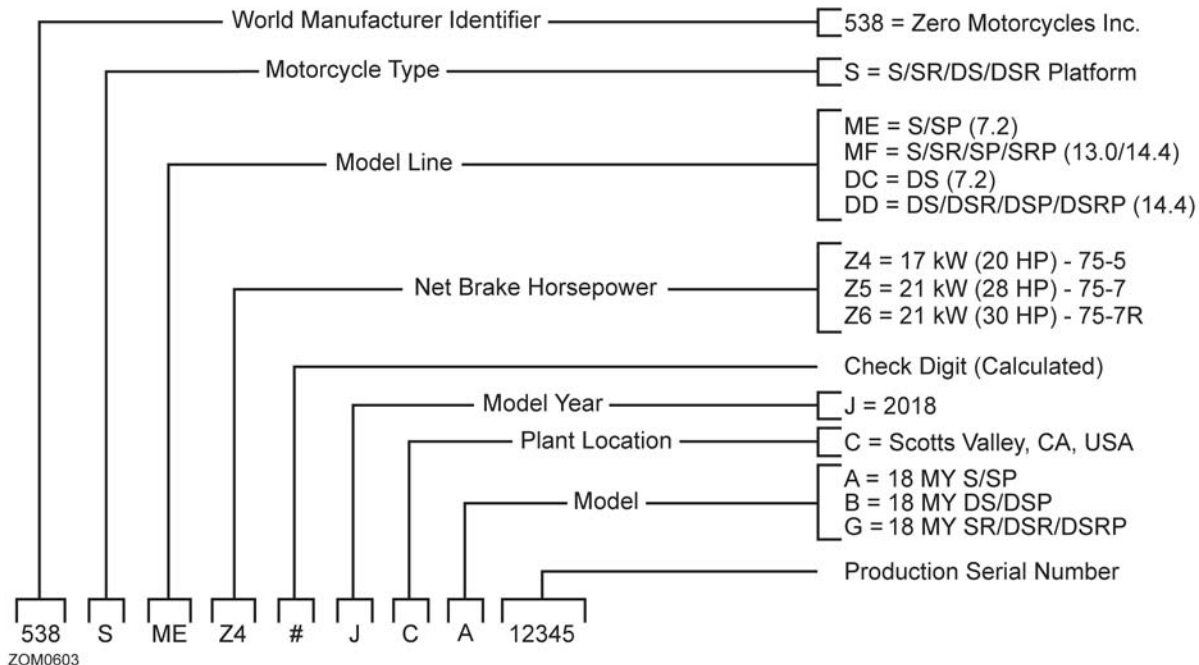 World Manufacturer Identifier
538 = Zero Motorcycles Inc.
Motorcycle Type
S = S/SR/DS/DSR Platform
Model Line
ME = S/SP (7.2)
MF = S/SR/SP/SRP (13.0/14.4)
DC = DS (7.2)
DD = DS/DSR/DSP/DSRP (14.4)
Net Brake Horsepower
Z4 = 17 kW (20 HP) - 75-5
Z5 = 21 kW (28 HP) - 75-7
Z6 = 21 kW (30 HP) - 75-7R
Check Digit (Calculated)
Model Year
J = 2018
Plant Location
C = Scotts Valley, CA, USA
Model
A = 18 MY S/SP
B = 18 MY DS/DSP
G = 18 MY SR/DSR/DSRP
Production Serial Number
538 S ME Z4 # J C A 12345
ZOM0603